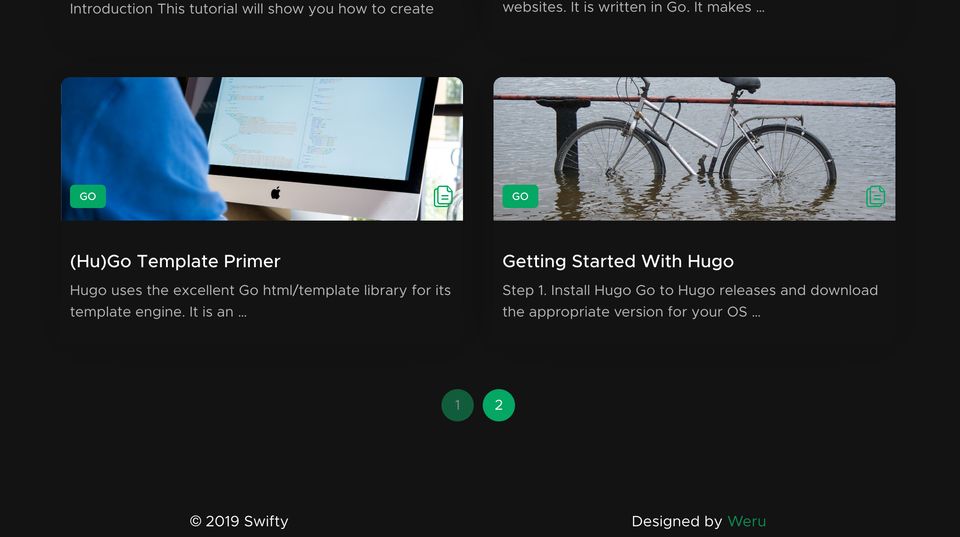 Introduction This tutorial will show you how to create
websites. It is written in Go. It makes ...
GO
GO
(Hu)Go Template Primer
Hugo uses the excellent Go html/template library for its
template engine. It is an ...
Getting Started With Hugo
Step 1. Install Hugo Go to Hugo releases and download
the appropriate version for your OS ...
1
2
© 2019 Swifty
Designed by Weru